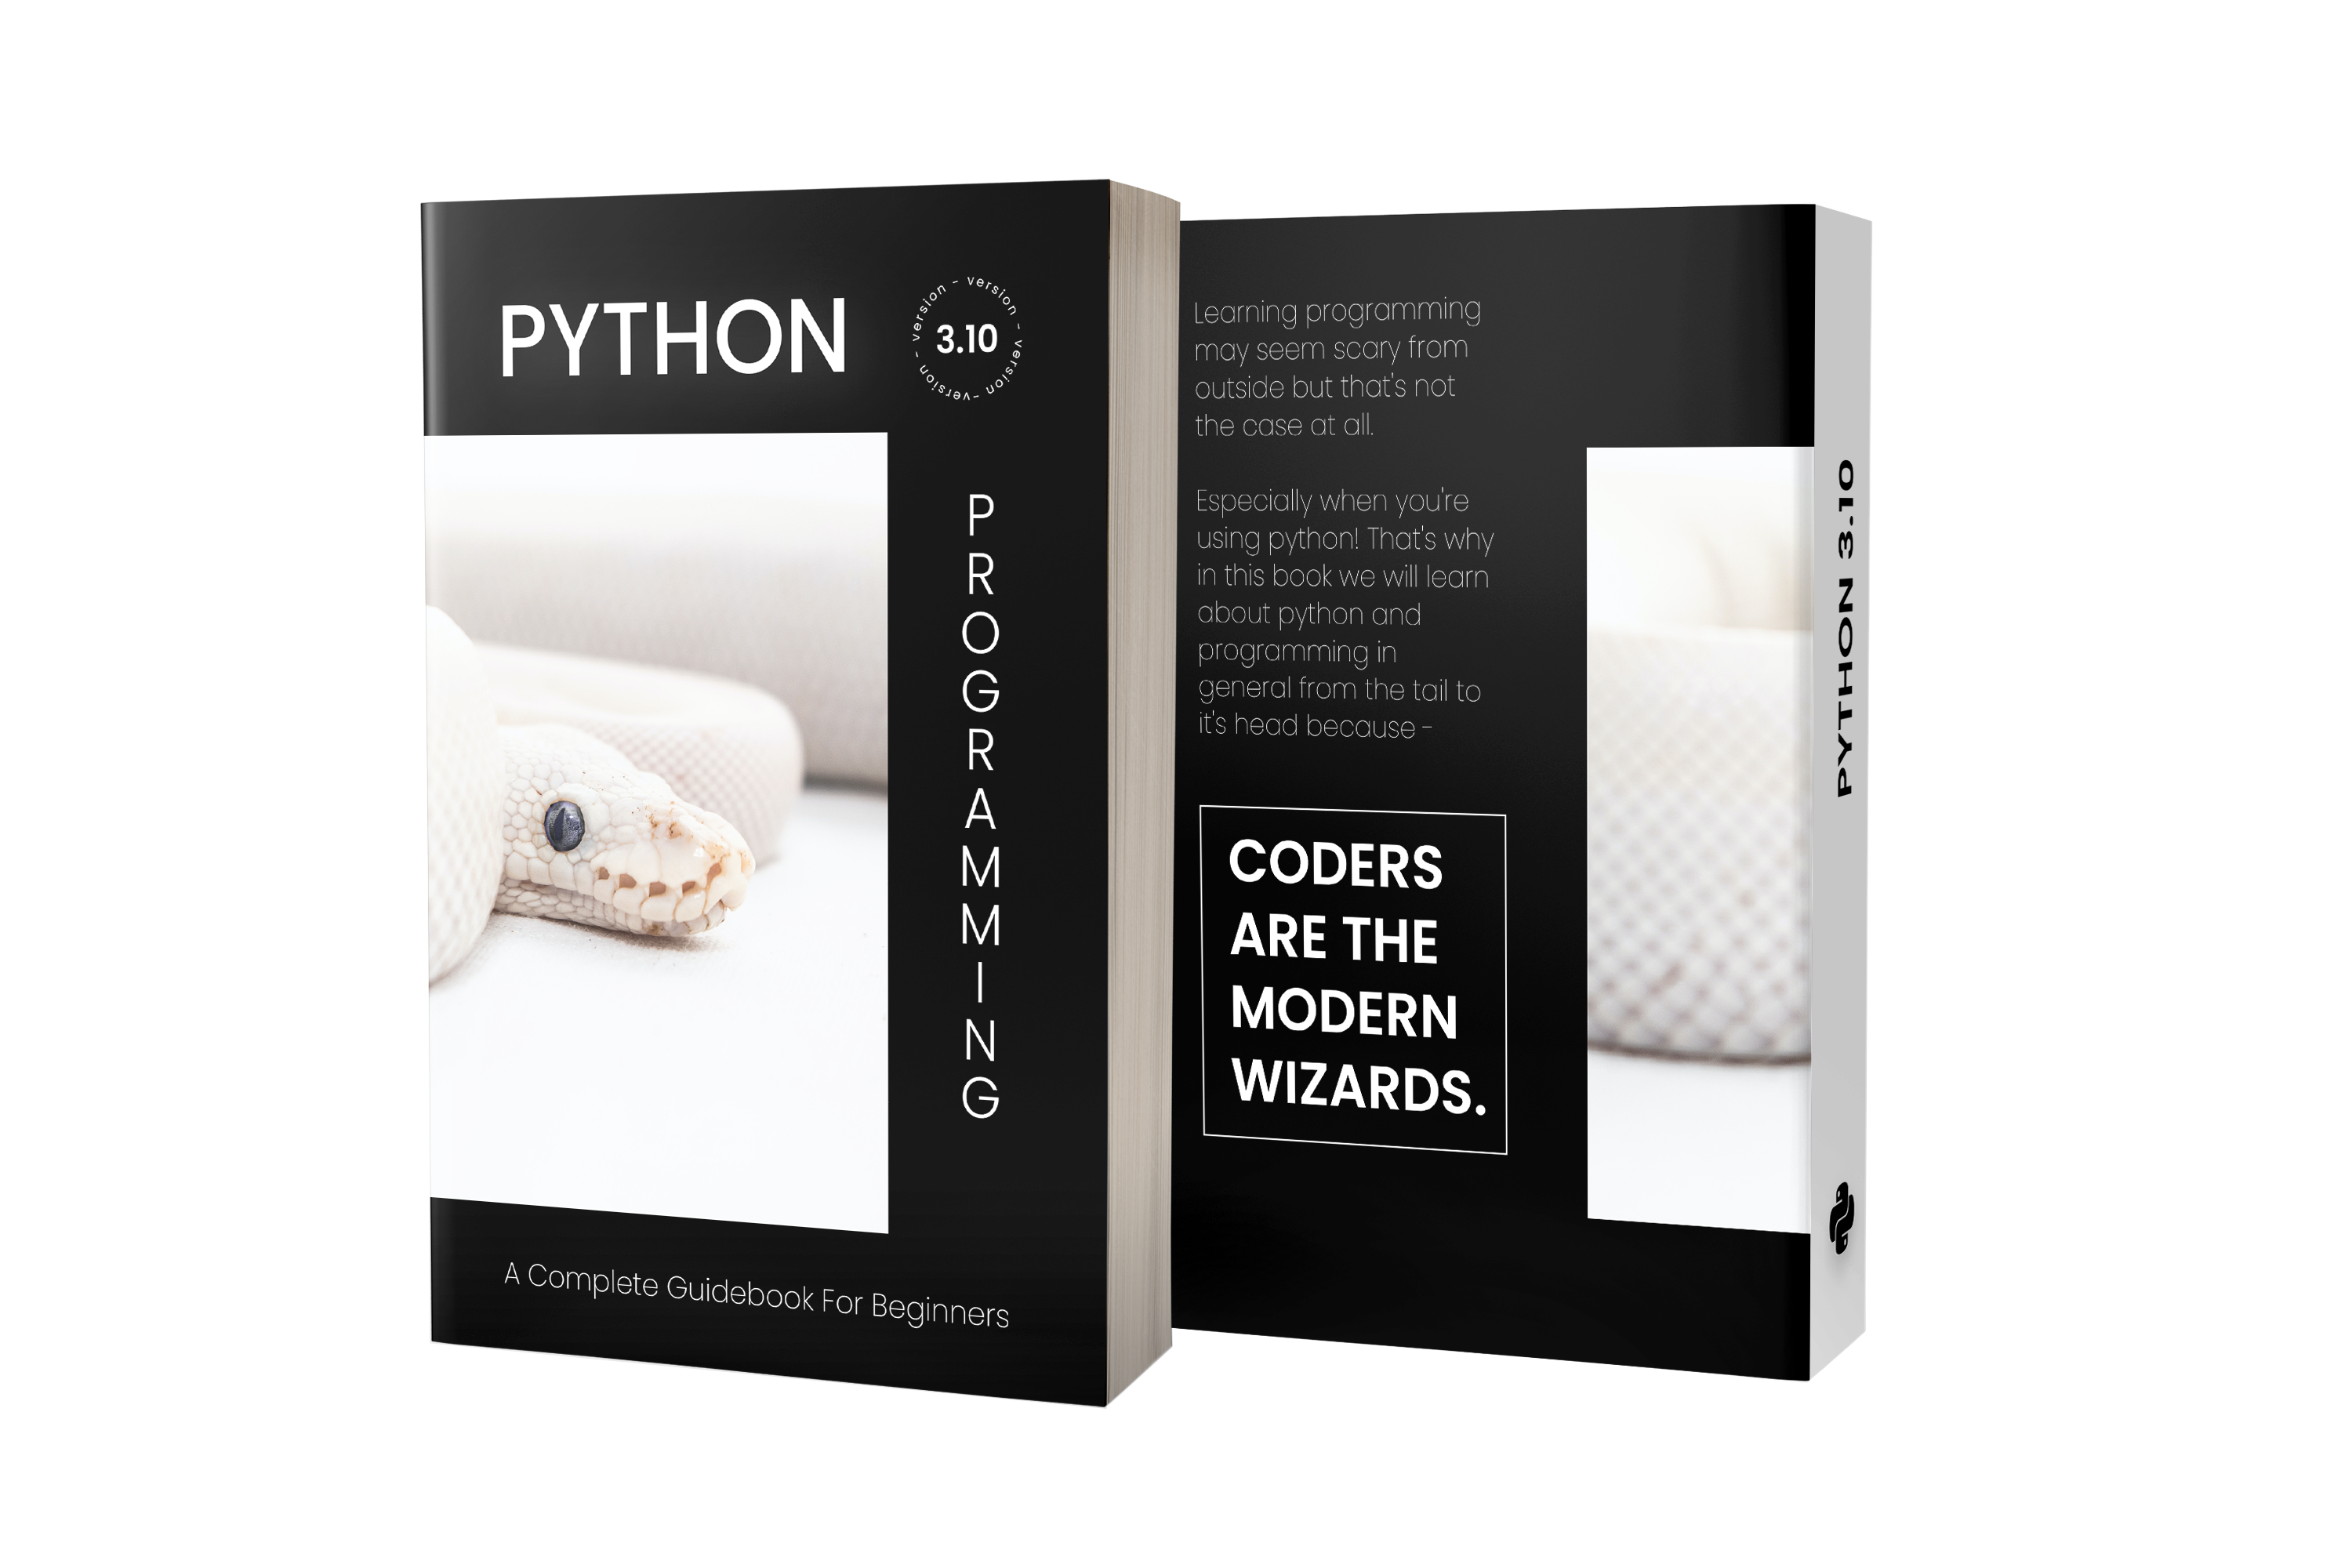 PYTHON
version - version - version - version -
3.10
P
R
O
G
R
A
M
M
I
N
G
A Complete Guidebook For Beginners
Learning programming
may seem scary from
outside but that's not
the case at all.
Especially when you're
using python! That's why
in this book we will learn
about python and
programming in
general from the tail to
it's head because -
CODERS
ARE THE
MODERN
WIZARDS.
PYTHON 3.10